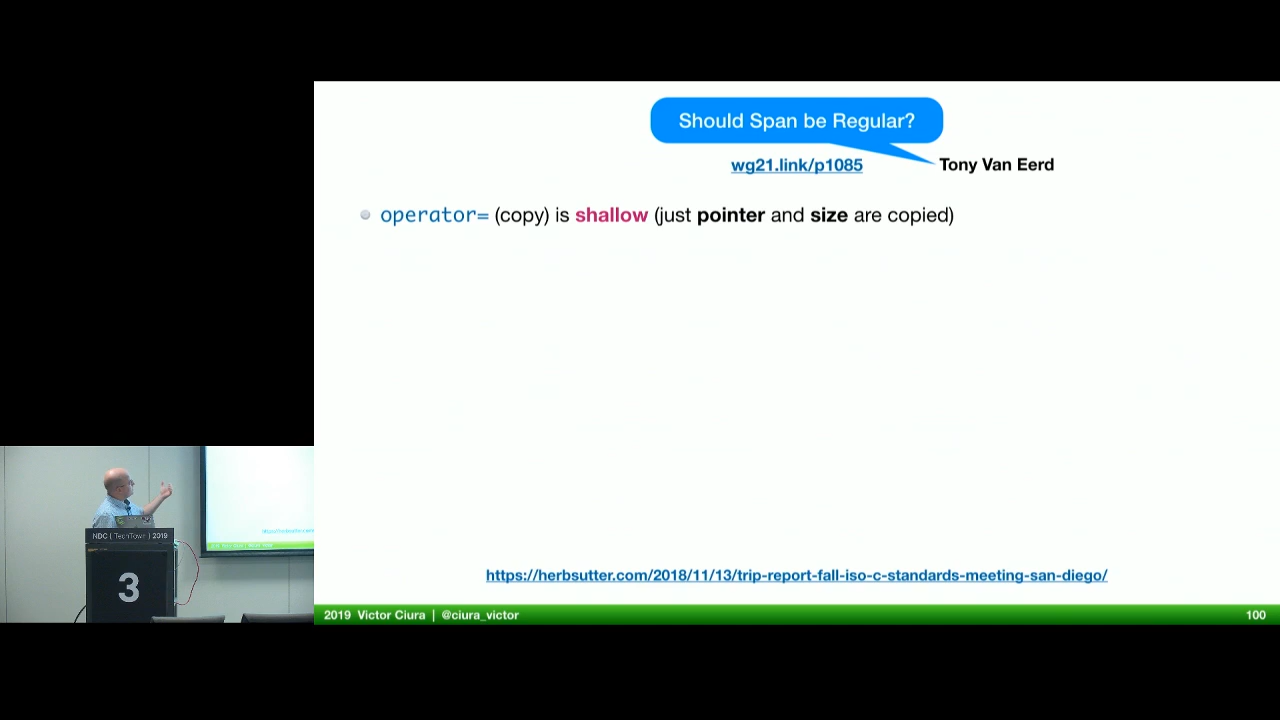 Should Span be Regular?
wg21.link/p1085
Tony Van Eerd
operator= (copy) is shallow (just pointer and size are copied)
NDC | TechTown | 2019
3
https://herbsutter.com/2018/11/13/trip-report-fall-iso-c-standards-meeting-san-diego/
2019 Victor Ciura | @ciura_victor
100